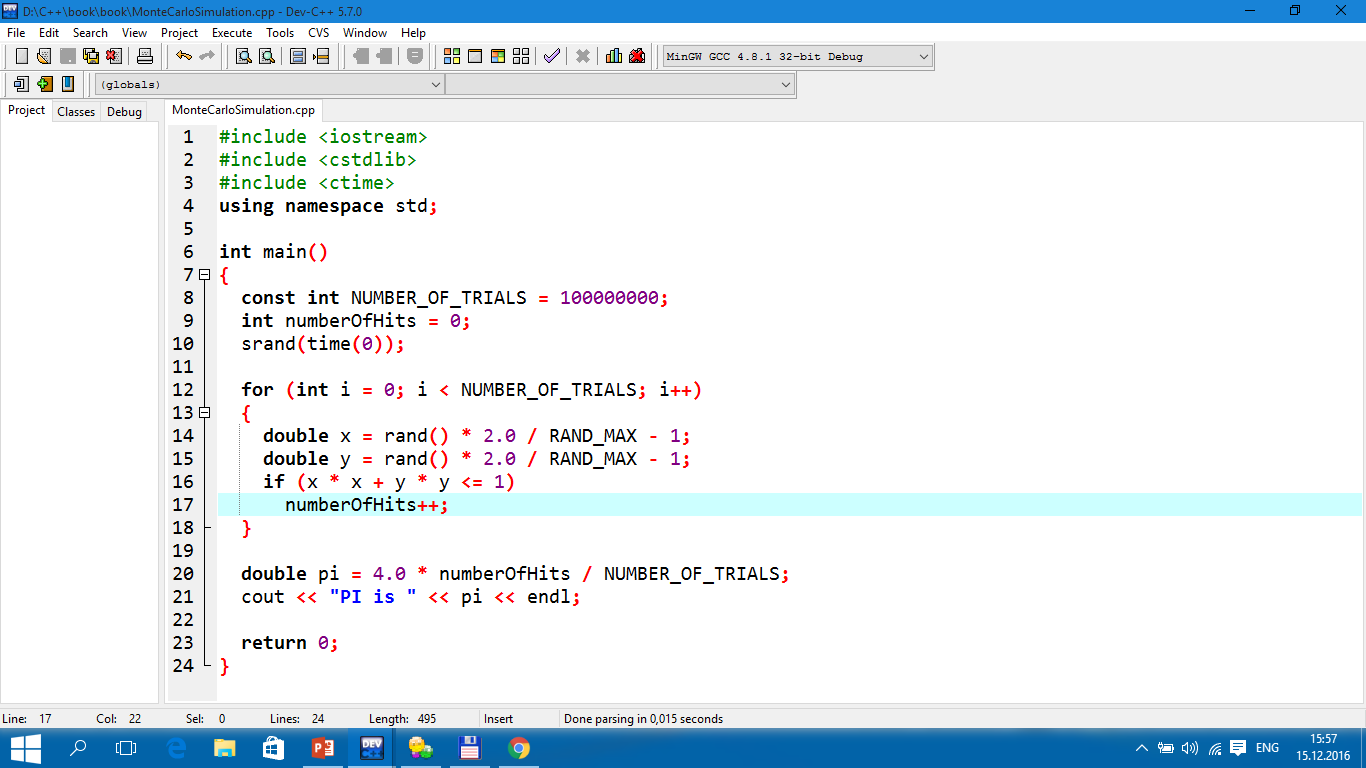 D:\C++\book\book\MonteCarloSimulation.cpp - Dev-C++ 5.7.0
File Edit Search View Project Execute Tools CVS Window Help
MinGW GCC 4.8.1 32-bit Debug
(globals)
Project Classes Debug
MonteCarloSimulation.cpp
1 #include <iostream>
2 #include <cstdlib>
3 #include <ctime>
4 using namespace std;
5
6 int main()
7 {
8   const int NUMBER_OF_TRIALS = 100000000;
9   int numberOfHits = 0;
10   srand(time(0));
11
12   for (int i = 0; i < NUMBER_OF_TRIALS; i++)
13   {
14     double x = rand() * 2.0 / RAND_MAX - 1;
15     double y = rand() * 2.0 / RAND_MAX - 1;
16     if (x * x + y * y <= 1)
17       numberOfHits++;
18   }
19
20   double pi = 4.0 * numberOfHits / NUMBER_OF_TRIALS;
21   cout << "PI is " << pi << endl;
22
23   return 0;
24 }
Line: 17 Col: 22 Sel: 0 Lines: 24 Length: 495 Insert Done parsing in 0,015 seconds
DEV C++
ENG
15:57
15.12.2016